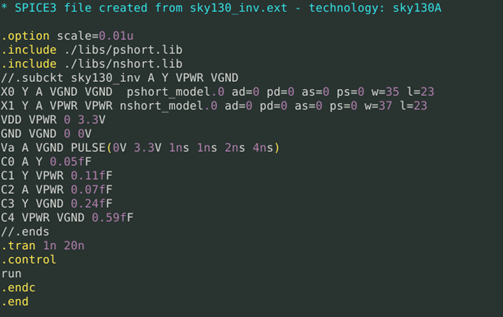 * SPICE3 file created from sky130_inv.ext - technology: sky130A
.option scale=0.01u
.include ./libs/pshort.lib
.include ./libs/nshort.lib
//.subckt sky130_inv A Y VPWR VGND
X0 Y A VGND VGND  pshort_model.0 ad=0 pd=0 as=0 ps=0 w=35 l=23
X1 Y A VPWR VPWR nshort_model.0 ad=0 pd=0 as=0 ps=0 w=37 l=23
VDD VPWR 0 3.3V
GND VGND 0 0V
Va A VGND PULSE(0V 3.3V 1ns 1ns 2ns 4ns)
C0 A Y 0.05fF
C1 Y VPWR 0.11fF
C2 A VPWR 0.07fF
C3 Y VGND 0.24fF
C4 VPWR VGND 0.59fF
//.ends
.tran 1n 20n
.control
run
.endc
.end